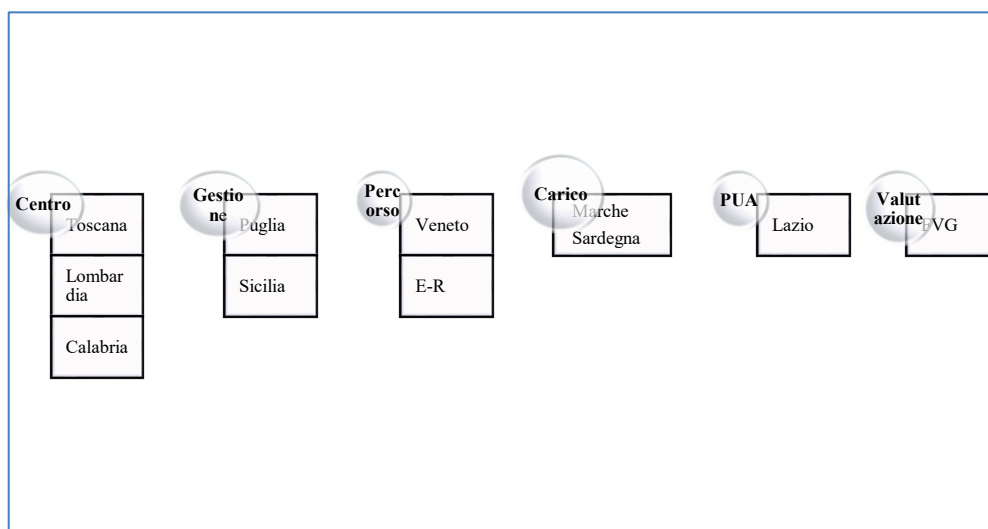 Centro
Toscana
Lombar
dia
Calabria
Gestio
ne
Puglia
Sicilia
Perc
orso
Veneto
E-R
Carico
Marche
Sardegna
PUA
Lazio
Valut
azione
FVG